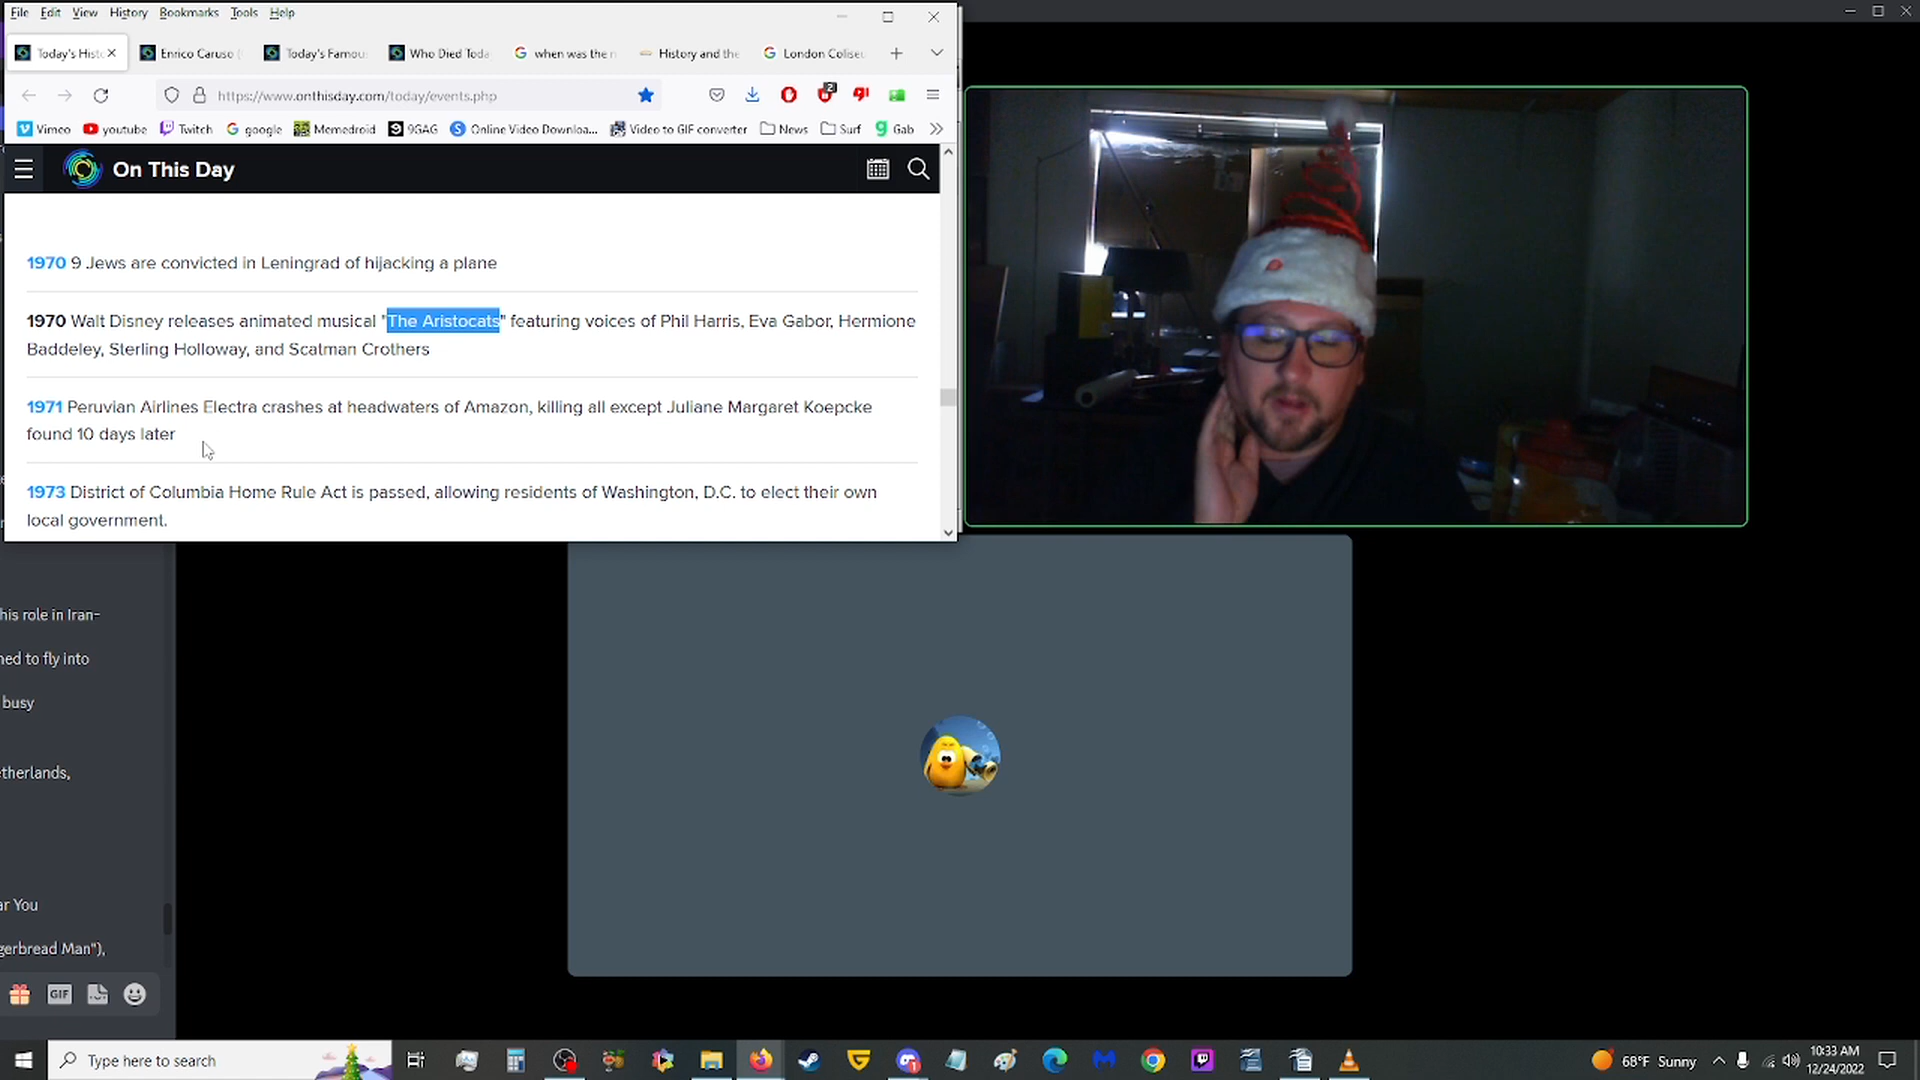 File Edit View History Bookmarks Tools Help
Today's Histo
Enrico Caruso (
Today's Famou
Who Died Toda
when was the n
History and the
London Coliseu
https://www.onthisday.com/today/events.php
2
Vimeo youtube Twitch google Memedroid 9GAG Online Video Downloa... Video to GIF converter News Surf Gab
On This Day
1970 9 Jews are convicted in Leningrad of hijacking a plane
1970 Walt Disney releases animated musical "The Aristocats" featuring voices of Phil Harris, Eva Gabor, Hermione
Baddeley, Sterling Holloway, and Scatman Crothers
1971 Peruvian Airlines Electra crashes at headwaters of Amazon, killing all except Juliane Margaret Koepcke
found 10 days later
1973 District of Columbia Home Rule Act is passed, allowing residents of Washington, D.C. to elect their own
local government.
his role in Iran-
ned to fly into
busy
etherlands,
ar You
gerbread Man"),
GIF
Type here to search
68°F Sunny
10:33 AM
12/24/2022